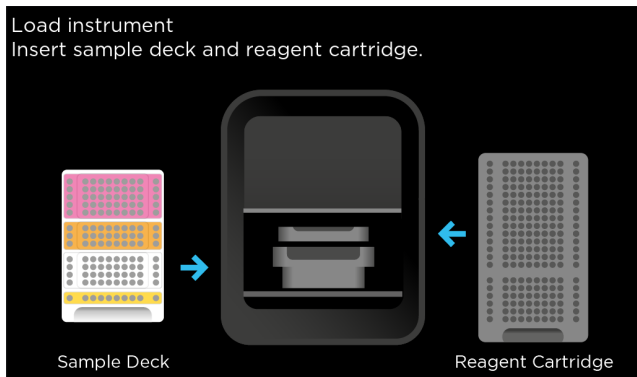 Load instrument
Insert sample deck and reagent cartridge.
Sample Deck
Reagent Cartridge